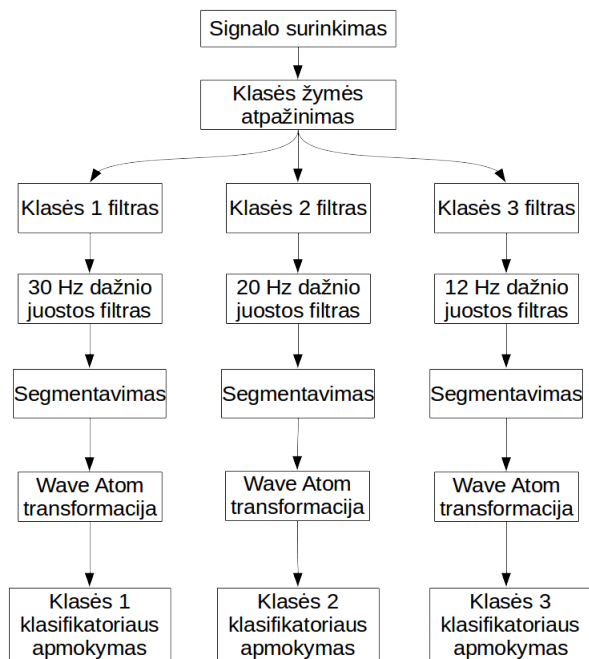 Signalo surinkimas
Klasės žymės
atpažinimas
Klasės 1 filtras
Klasės 2 filtras
Klasės 3 filtras
30 Hz dažnio
juostos filtras
20 Hz dažnio
juostos filtras
12 Hz dažnio
juostos filtras
Segmentavimas
Segmentavimas
Segmentavimas
Wave Atom
transformacija
Wave Atom
transformacija
Wave Atom
transformacija
Klasės 1
klasifikatoriaus
apmokymas
Klasės 2
klasifikatoriaus
apmokymas
Klasės 3
klasifikatoriaus
apmokymas